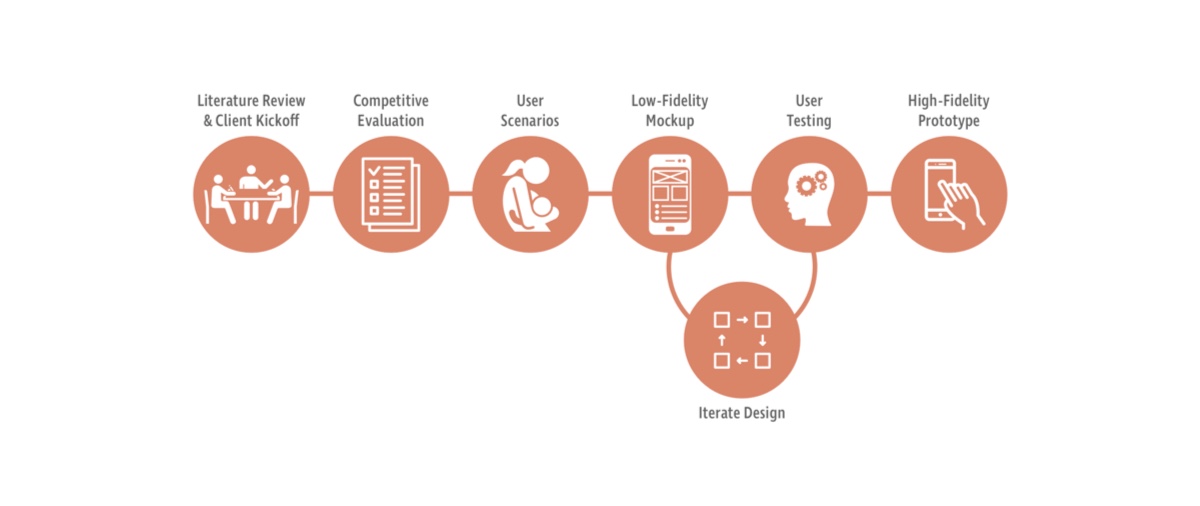 Literature Review
& Client Kickoff
Competitive
Evaluation
User
Scenarios
Low-Fidelity
Mockup
User
Testing
High-Fidelity
Prototype
Iterate Design